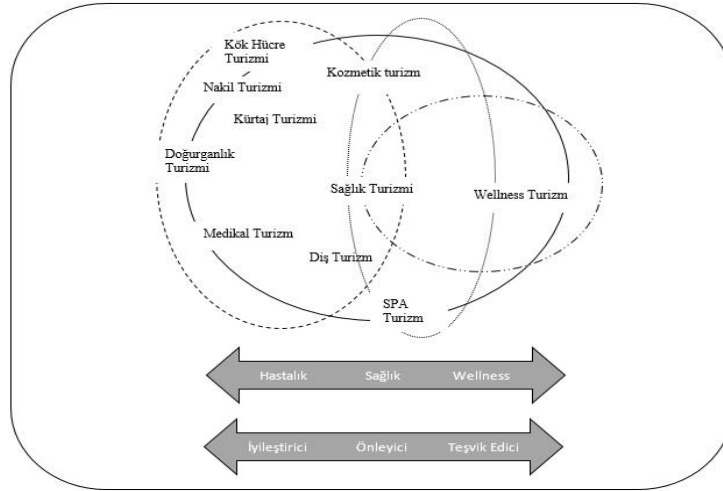 Kök Hücre
Turizmi
Kozmetik turizm
Nakil Turizmi
Kürtaj Turizmi
Doğurganlık
Turizmi
Sağlık Turizmi
Wellness Turizm
Medikal Turizm
Diş Turizm
SPA
Turizm
Hastalık Sağlık Wellness
İyileştirici Önleyici Teşvik Edici